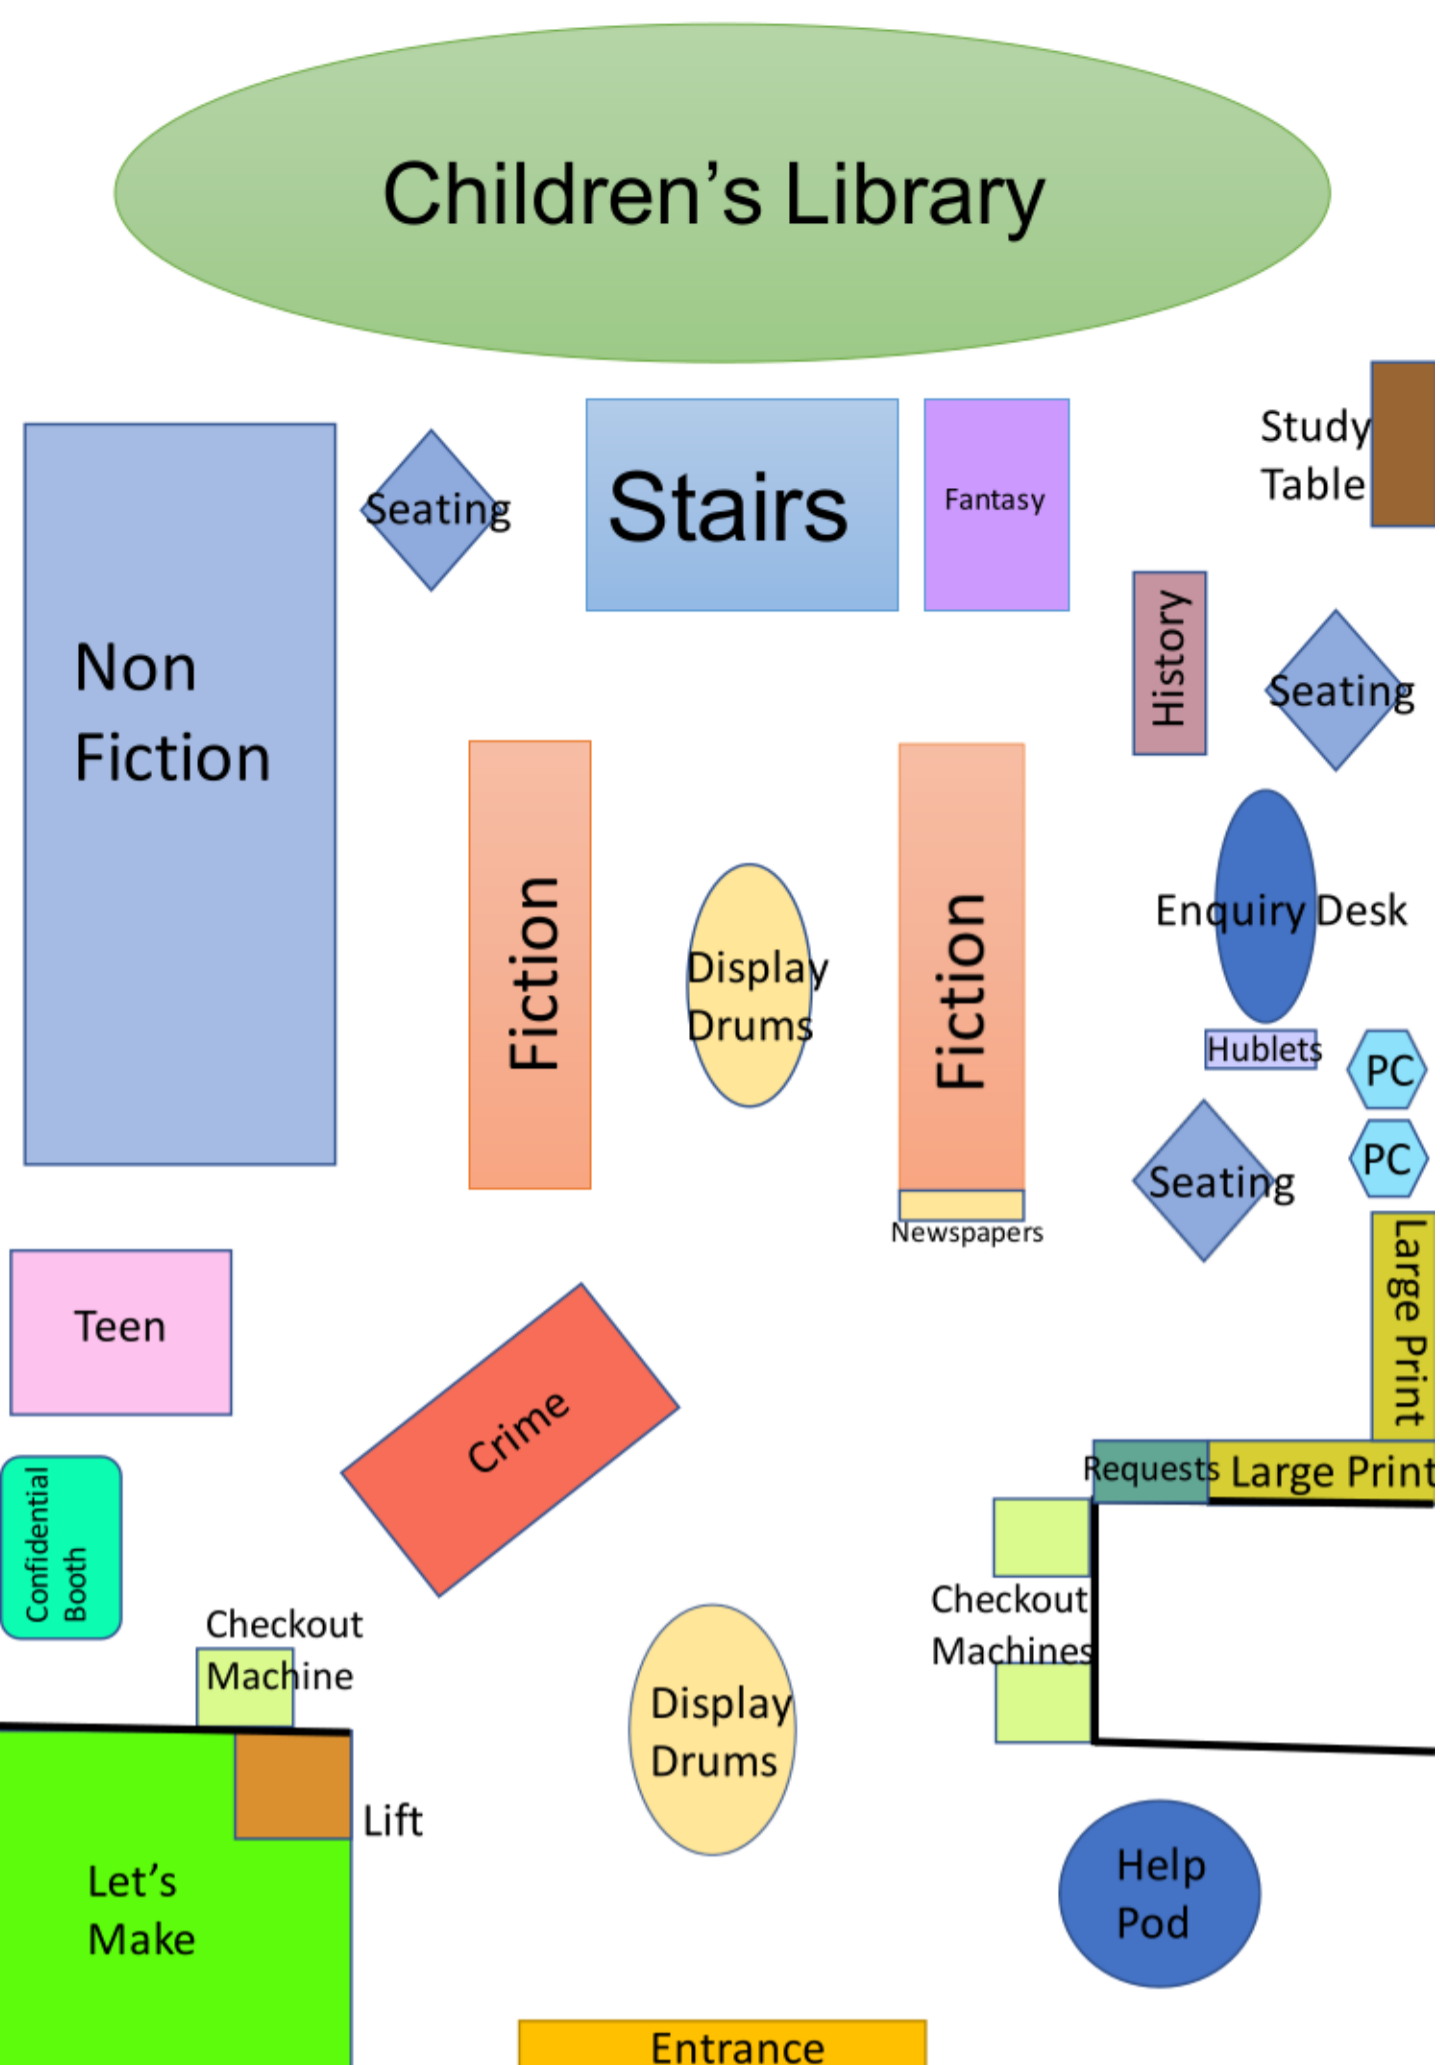 Children’s Library
Study
Table
Seating
Stairs
Fantasy
History
Seating
Non
Fiction
Fiction
Display
Drums
Fiction
Enquiry Desk
Hublets
PC
PC
Seating
Newspapers
Large Print
Teen
Crime
Requests
Large Print
Confidential
Booth
Checkout
Machine
Checkout
Machines
Display
Drums
Lift
Let’s
Make
Help
Pod
Entrance